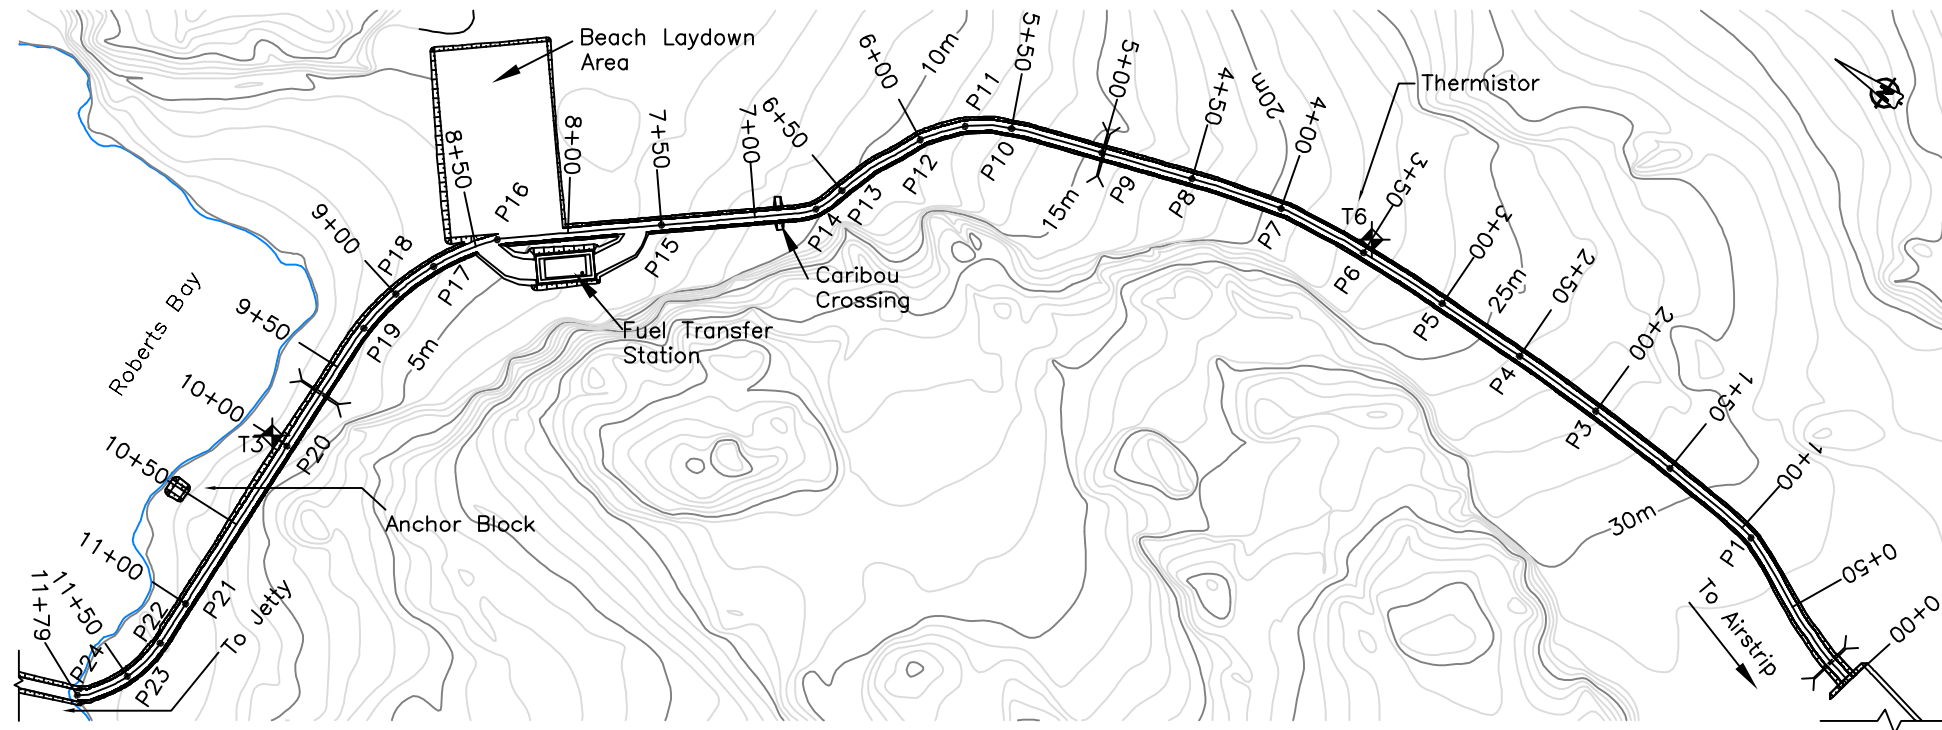 Beach Laydown
Area
Thermistor
T6
Caribou
Crossing
Fuel Transfer
Station
Roberts Bay
T3
Anchor Block
To Jetty
To Airstrip
5m
10m
15m
20m
25m
30m
0+00
0+50
1+00
1+50
2+00
2+50
3+00
3+50
4+00
4+50
5+00
5+50
6+00
6+50
7+00
7+50
8+00
8+50
9+00
9+50
10+00
10+50
11+00
11+50
11+79
P1
P3
P4
P5
P6
P7
P8
P6
P10
P11
P12
P13
P14
P15
P16
P17
P18
P19
P20
P21
P22
P23
P24